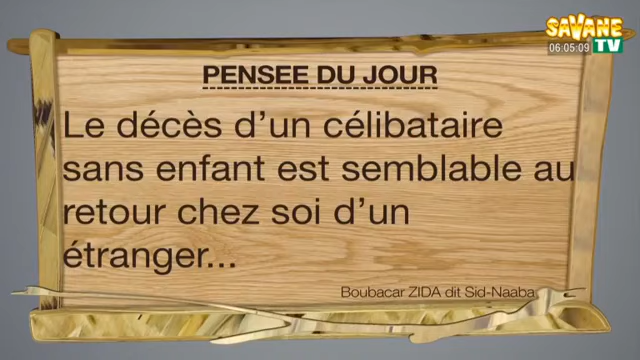 SAVANE
06:05:09 TV
PENSEE DU JOUR
Le décès d'un célibataire
sans enfant est semblable au
retour chez soi d'un
étranger...
Boubacar ZIDA dit Sid-Naaba